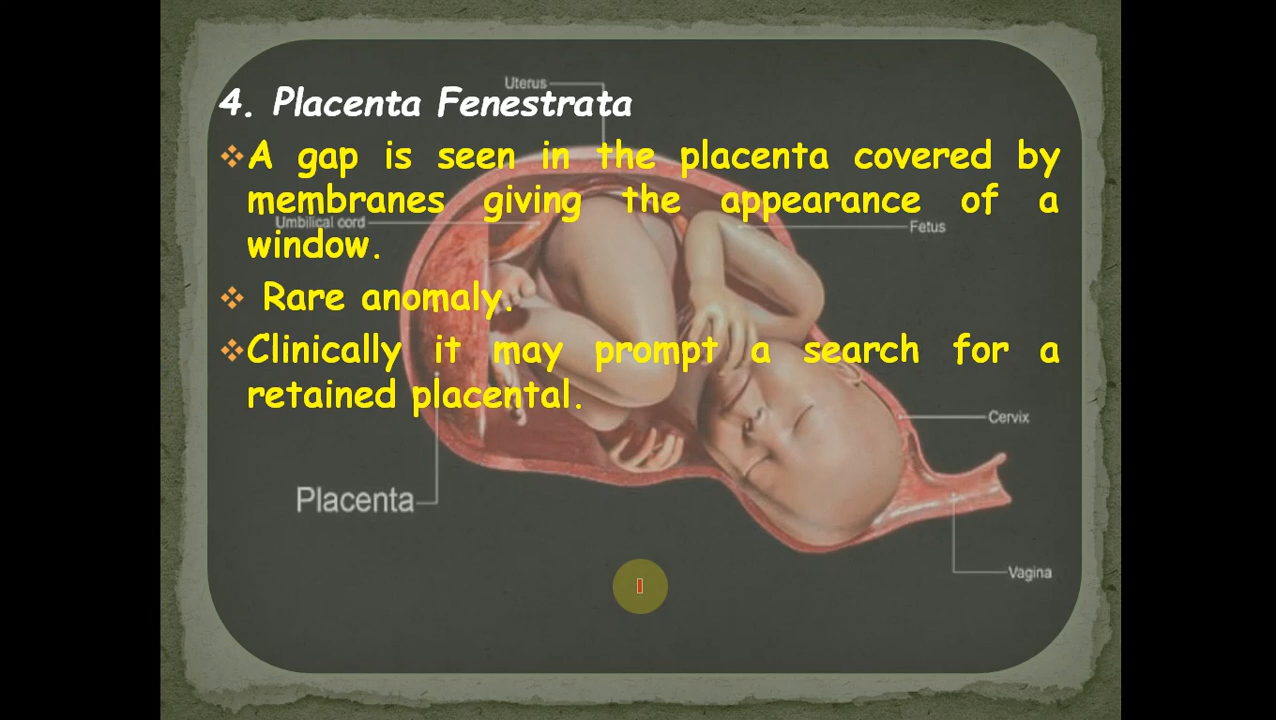 Uterus
4. Placenta Fenestrata
❖A gap is seen in the placenta covered by
membranes giving the appearance of a
Umbilical cord
Fetus
window.
❖ Rare anomaly.
❖Clinically it may prompt a search for a
retained placental.
Cervix
Placenta
Vagina